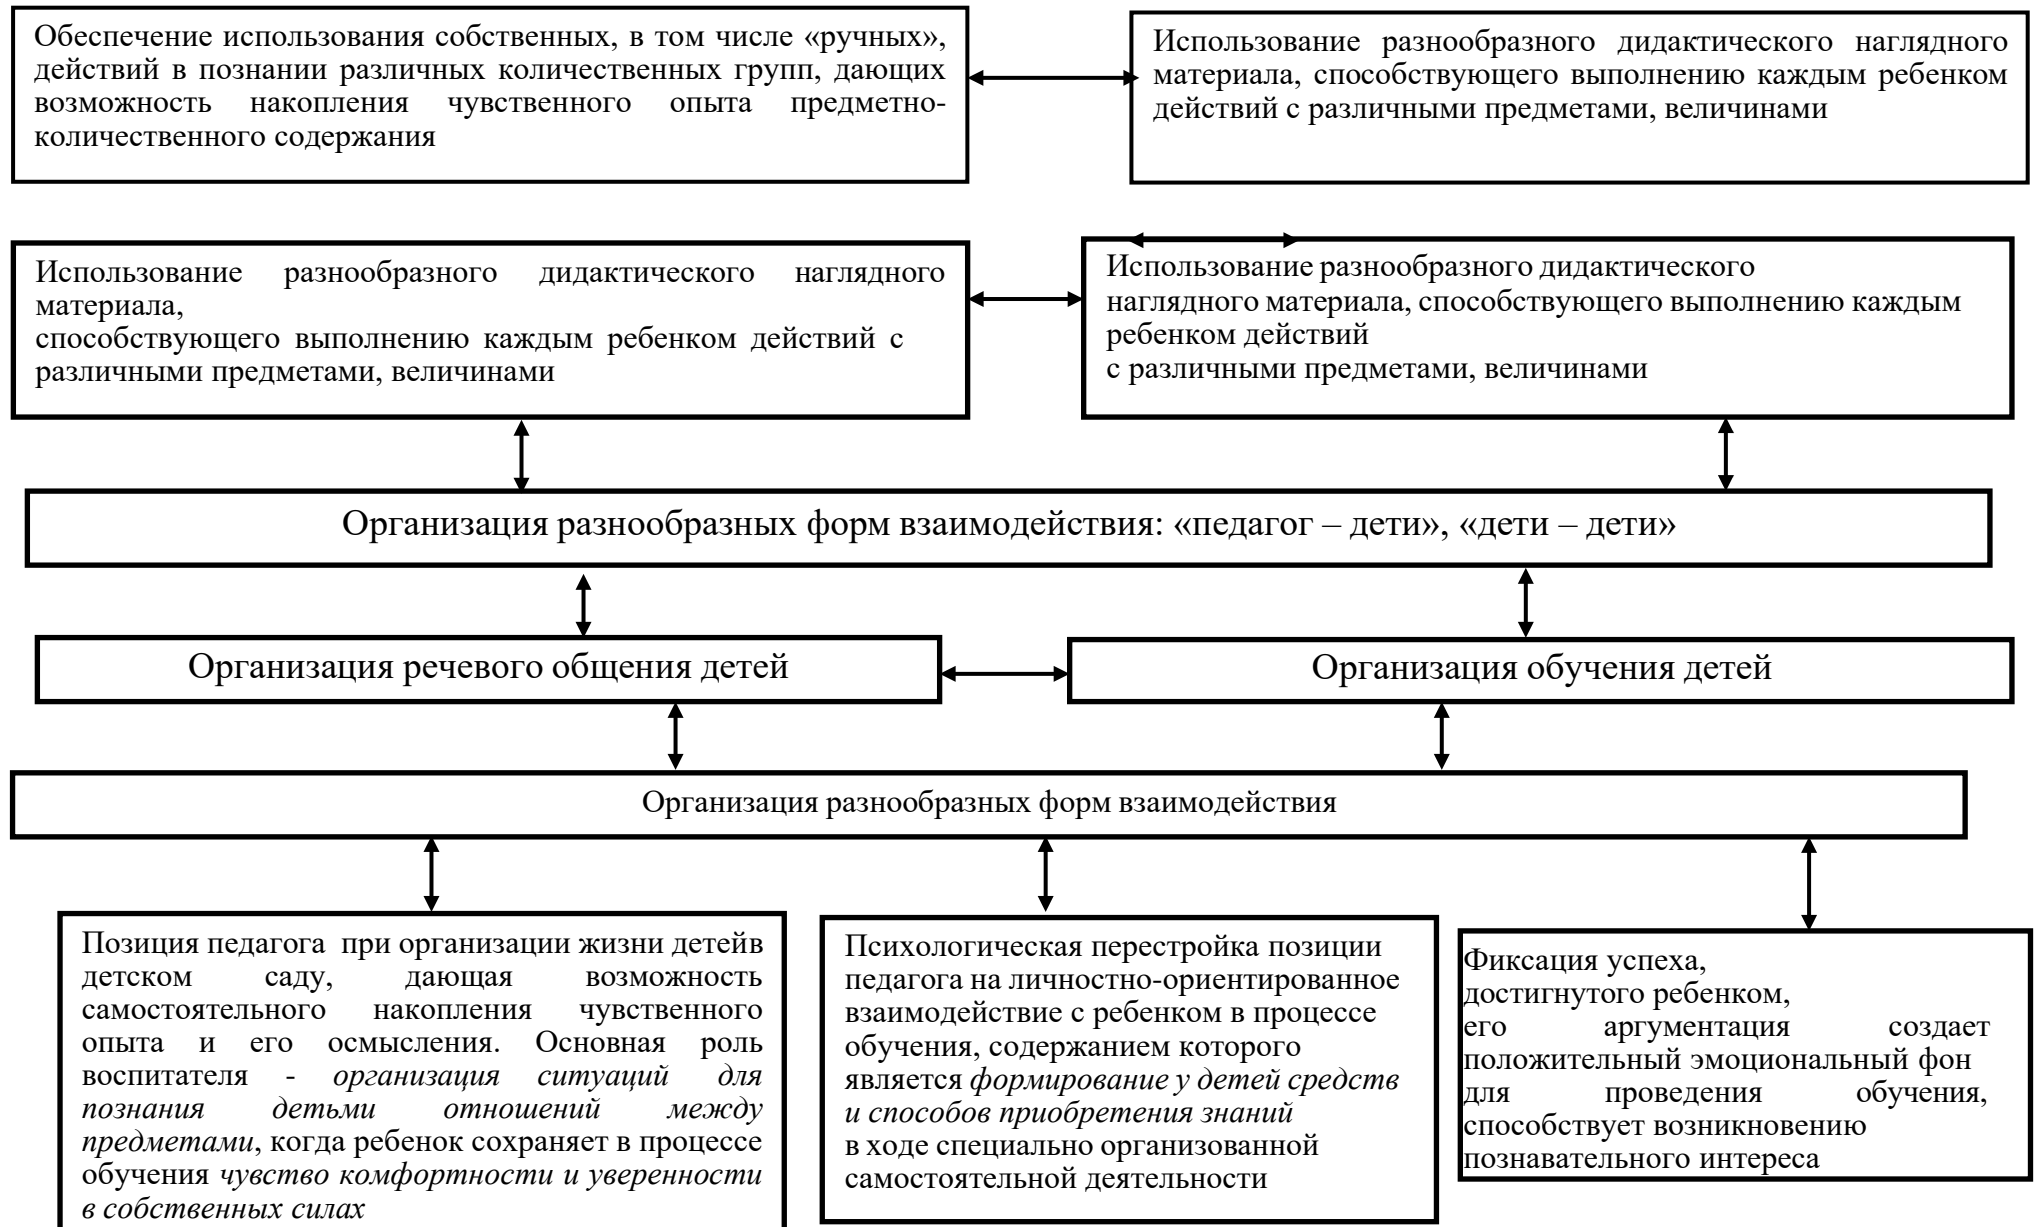 Обеспечение использования собственных, в том числе «ручных»,
действий в познании различных количественных групп, дающих
возможность накопления чувственного опыта предметно-
количественного содержания
Использование разнообразного дидактического наглядного
материала, способствующего выполнению каждым ребенком
действий с различными предметами, величинами
Использование разнообразного дидактического наглядного
материала,
способствующего выполнению каждым ребенком действий с
различными предметами, величинами
Использование разнообразного дидактического
наглядного материала, способствующего выполнению каждым
ребенком действий
с различными предметами, величинами
Организация разнообразных форм взаимодействия: «педагог – дети», «дети – дети»
Организация речевого общения детей
Организация обучения детей
Организация разнообразных форм взаимодействия
Позиция педагога при организации жизни детейв
детском саду, дающая возможность
самостоятельного накопления чувственного
опыта и его осмысления. Основная роль
воспитателя - организация ситуаций для
познания детьми отношений между
предметами, когда ребенок сохраняет в процессе
обучения чувство комфортности и уверенности
в собственных силах
Психологическая перестройка позиции
педагога на личностно-ориентированное
взаимодействие с ребенком в процессе
обучения, содержанием которого
является формирование у детей средств
и способов приобретения знаний
в ходе специально организованной
самостоятельной деятельности
Фиксация успеха,
достигнутого ребенком,
его аргументация создает
положительный эмоциональный фон
для проведения обучения,
способствует возникновению
познавательного интереса